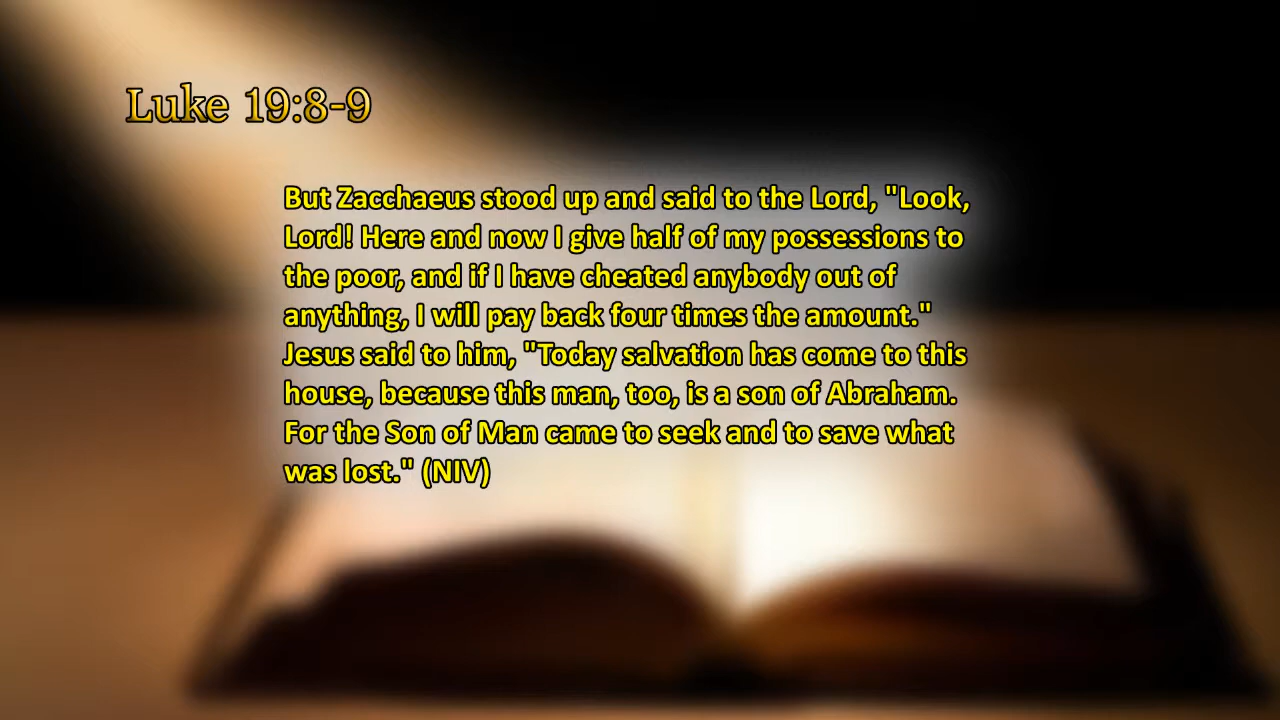 Luke 19:8-9
But Zacchaeus stood up and said to the Lord, "Look,
Lord! Here and now I give half of my possessions to
the poor, and if I have cheated anybody out of
anything, I will pay back four times the amount."
Jesus said to him, "Today salvation has come to this
house, because this man, too, is a son of Abraham.
For the Son of Man came to seek and to save what
was lost." (NIV)